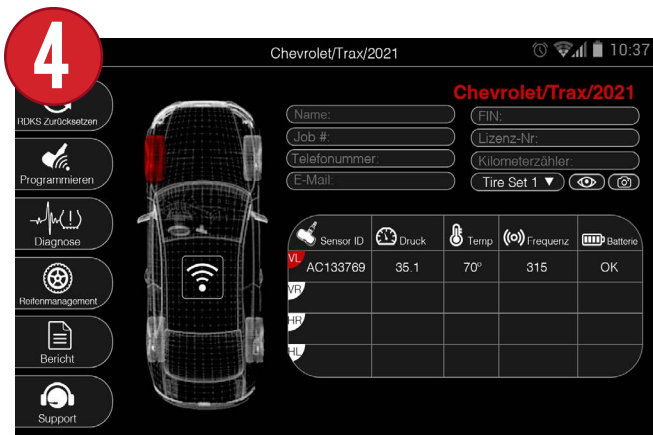 4
Chevrolet/Trax/2021
10:37
RDKS Zurücksetzen
Programmieren
Diagnose
Reifenmanagement
Bericht
Support
Chevrolet/Trax/2021
Name:
FIN:
Job #:
Lizenz-Nr:
Telefonummer:
Kilometerzähler:
E-Mail:
Tire Set 1 ▼
Sensor ID Druck Temp Frequenz Batterie
VL AC133769 35.1 70° 315 OK
VR
HR
HL